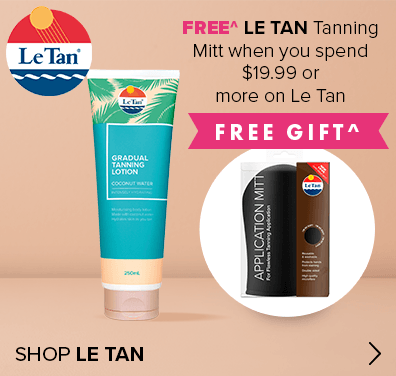 Le Tan®
FREE^ LE TAN Tanning
Mitt when you spend
$19.99 or
more on Le Tan
FREE GIFT^
Le Tan
GRADUAL
TANNING
LOTION
COCONUT WATER
250mL
APPLICATION MITT
For Flawless Tanning Application
Le Tan
SHOP LE TAN